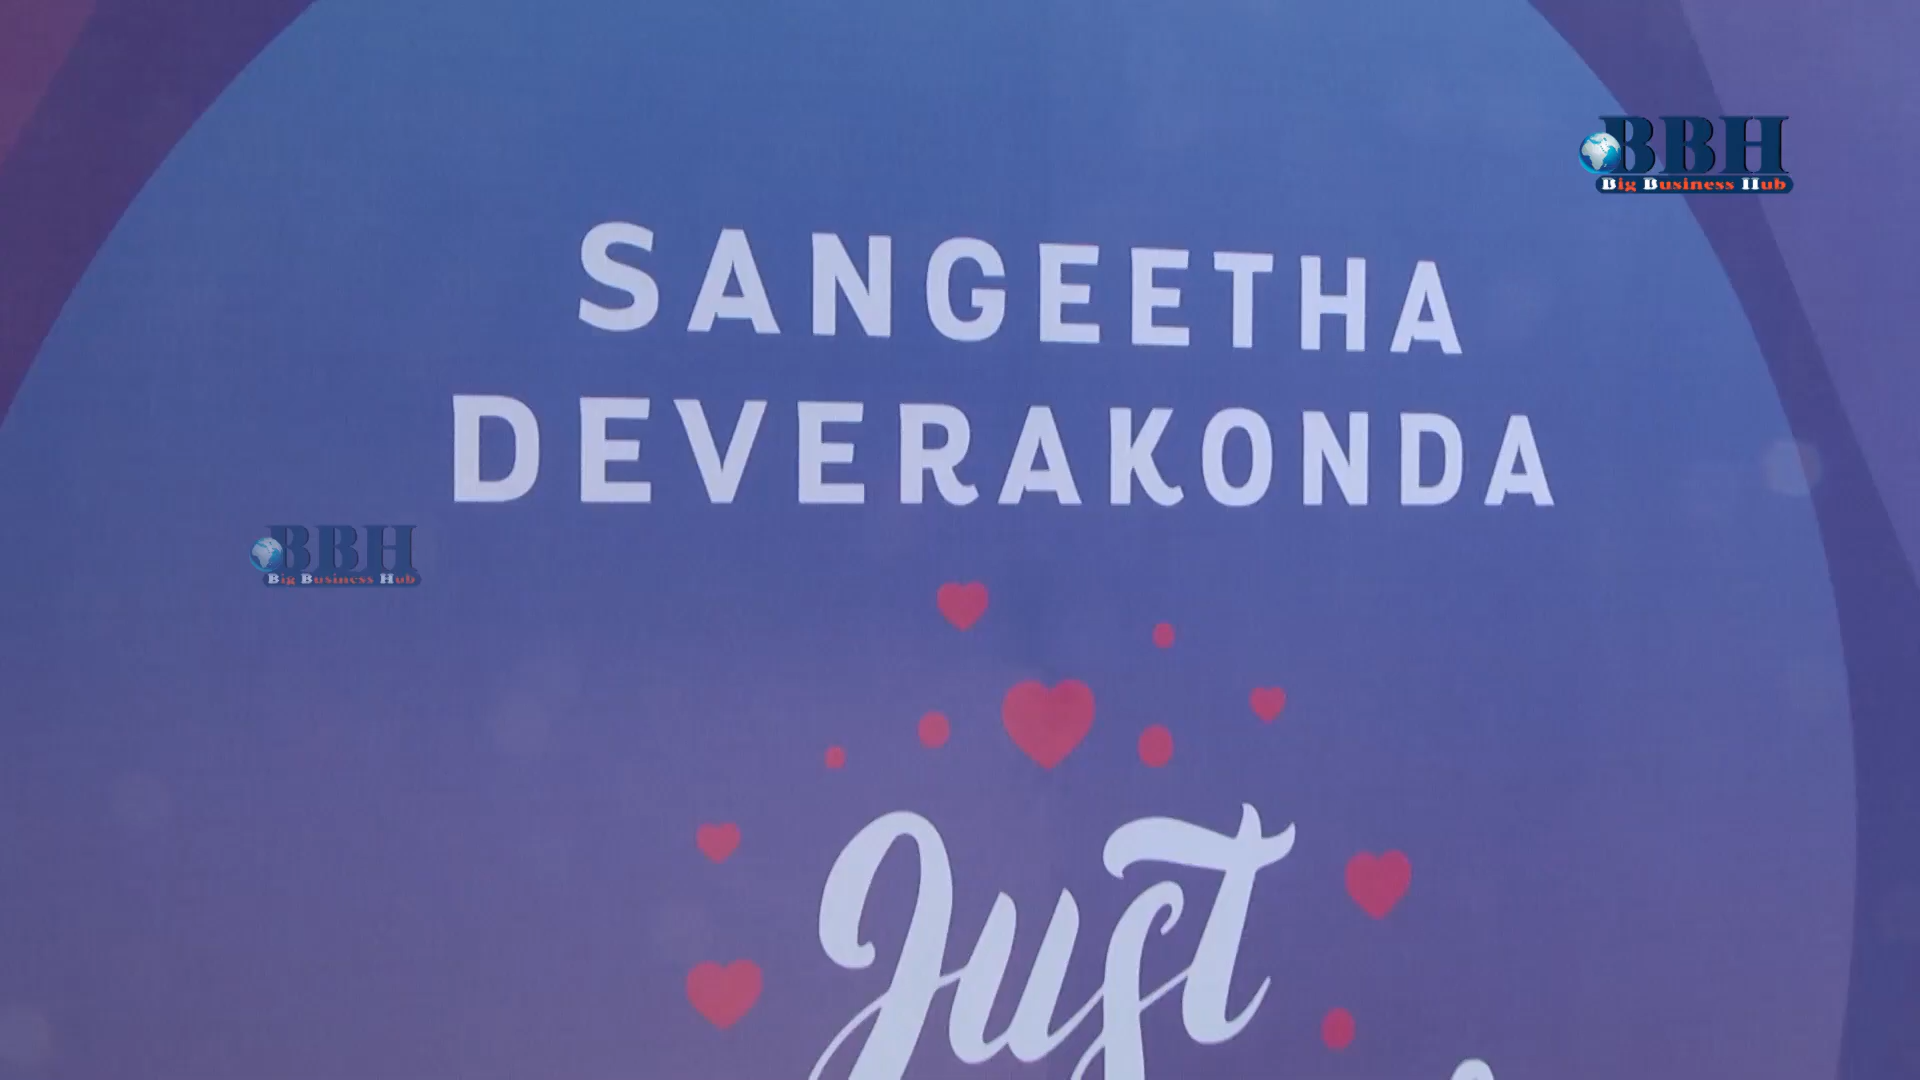 BBH
Big Business Hub
SANGEETHA
DEVERAKONDA
BBH
Big Business Hub
Just